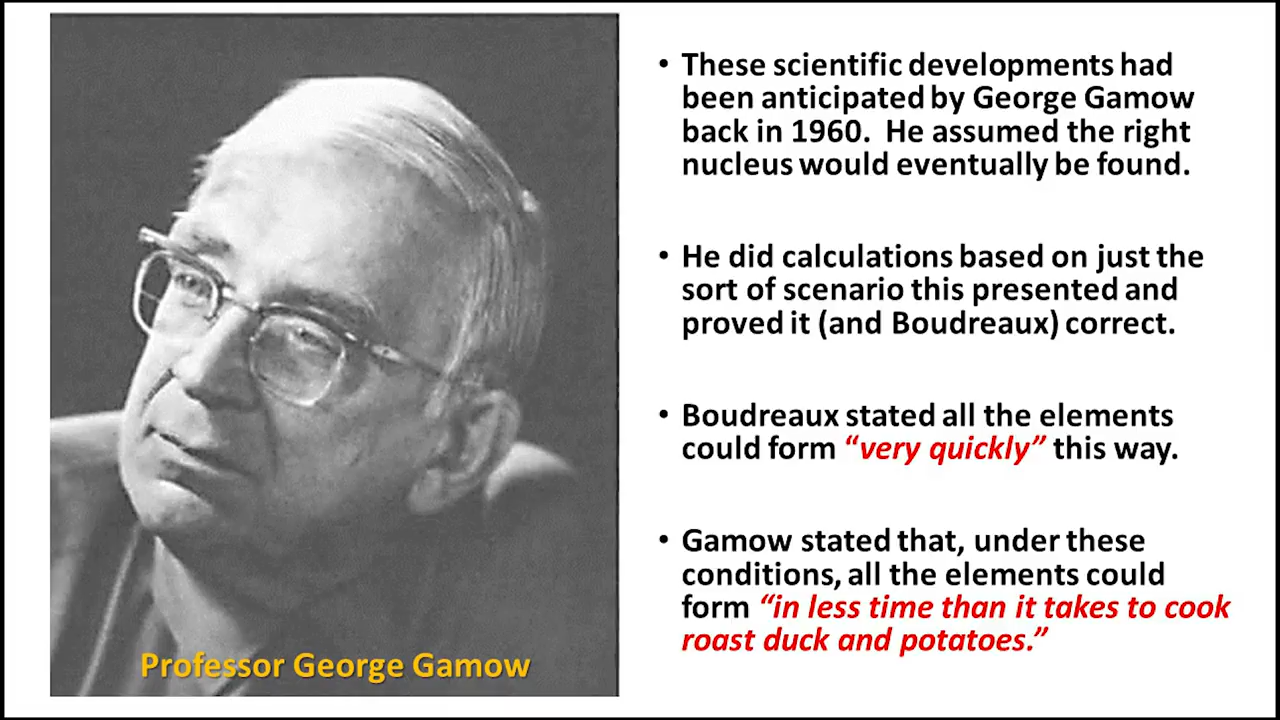 • These scientific developments had
been anticipated by George Gamow
back in 1960. He assumed the right
nucleus would eventually be found.
• He did calculations based on just the
sort of scenario this presented and
proved it (and Boudreaux) correct.
• Boudreaux stated all the elements
could form “very quickly” this way.
• Gamow stated that, under these
conditions, all the elements could
form “in less time than it takes to cook
roast duck and potatoes.”
Professor George Gamow